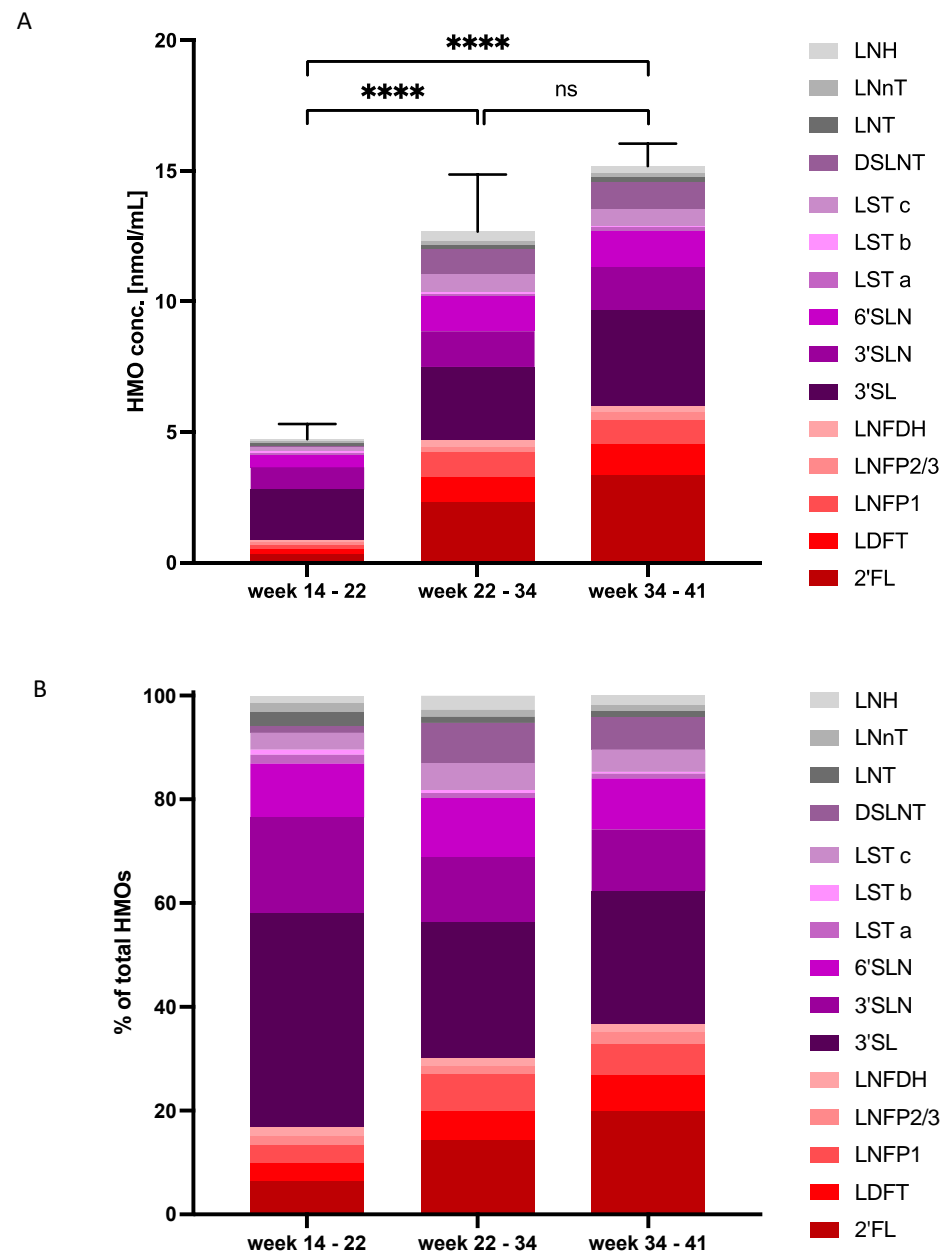 A
20
15
10
5
0
HMO conc. [nmol/mL]
****
****
ns
week 14 - 22
week 22 - 34
week 34 - 41
LNH
LNnT
LNT
DSLNT
LST c
LST b
LST a
6'SLN
3'SLN
3'SL
LNFDH
LNFP2/3
LNFP1
LDFT
2'FL
B
100
80
60
40
20
0
% of total HMOs
week 14 - 22
week 22 - 34
week 34 - 41
LNH
LNnT
LNT
DSLNT
LST c
LST b
LST a
6'SLN
3'SLN
3'SL
LNFDH
LNFP2/3
LNFP1
LDFT
2'FL